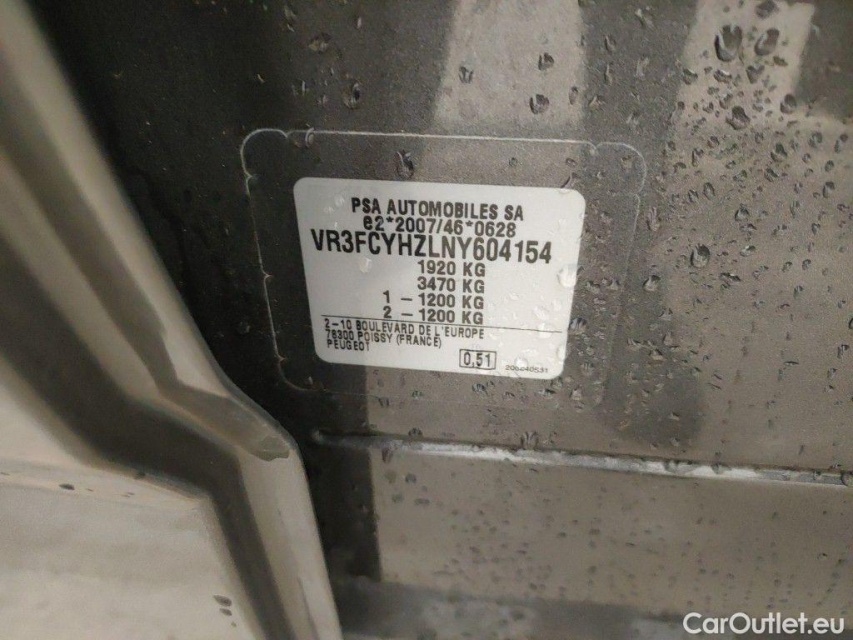 PSA AUTOMOBILES SA
e2*2007/46*0628
VR3FCYHZLNY604154
1920 KG
3470 KG
1 - 1200 KG
2 - 1200 KG
2-10 BOULEVARD DE L'EUROPE
78300 POISSY (FRANCE)
PEUGEOT
0,51
CarOutlet.eu